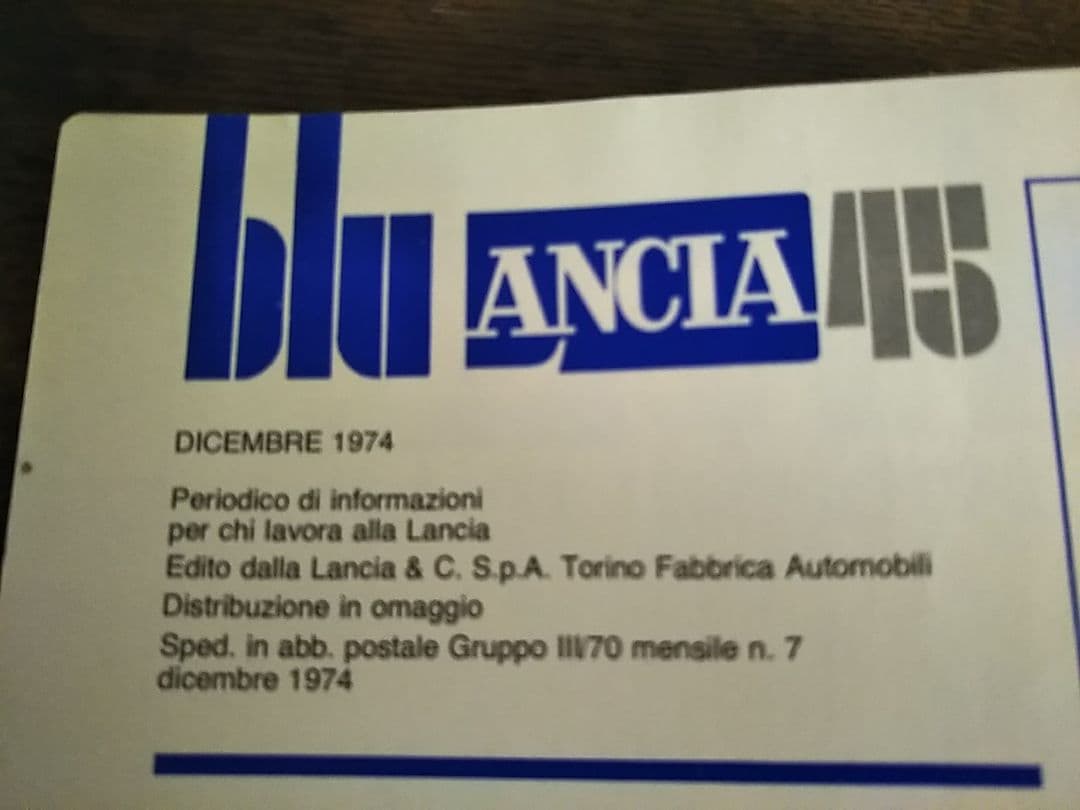 blu LANCIA 45
DICEMBRE 1974
Periodico di informazioni
per chi lavora alla Lancia
Edito dalla Lancia & C. S.p.A. Torino Fabbrica Automobili
Distribuzione in omaggio
Sped. in abb. postale Gruppo III/70 mensile n. 7
dicembre 1974